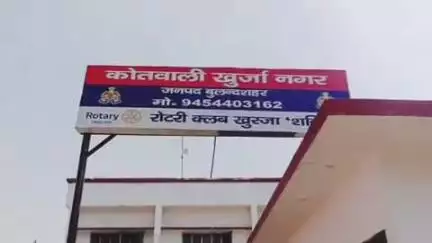 कोतवाली खुर्जा नगर
जनपद बुलन्दशहर
मो.- 9454403162
Rotary रोटरी क्लब खुरजा